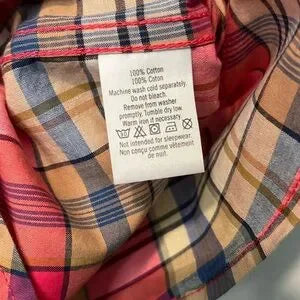 100% Cotton
100% Coton
Machine wash cold separately.
Do not bleach.
Remove from washer
promptly. Tumble dry low.
Warm iron if necessary.
Not intended for sleepwear.
Non conçu comme vêtement
de nuit.